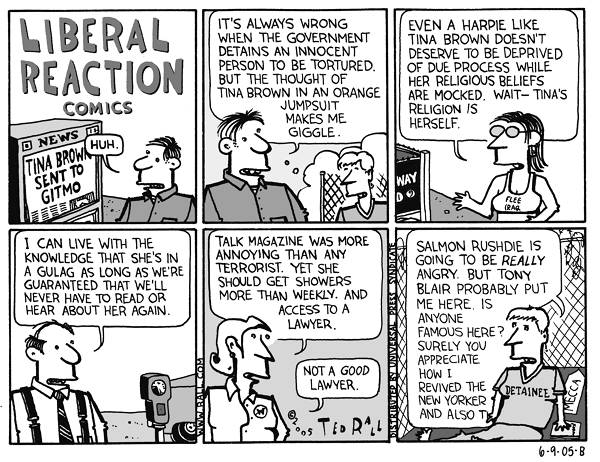 LIBERAL
REACTION
COMICS
NEWS
TINA BROWN
SENT TO
GITMO
HUH.
IT'S ALWAYS WRONG
WHEN THE GOVERNMENT
DETAINS AN INNOCENT
PERSON TO BE TORTURED.
BUT THE THOUGHT OF
TINA BROWN IN AN ORANGE
JUMPSUIT
MAKES ME
GIGGLE.
EVEN A HARPIE LIKE
TINA BROWN DOESN'T
DESERVE TO BE DEPRIVED
OF DUE PROCESS WHILE
HER RELIGIOUS BELIEFS
ARE MOCKED. WAIT— TINA'S
RELIGION IS
HERSELF.
WAY
D?
FLEE
IRAQ
I CAN LIVE WITH THE
KNOWLEDGE THAT SHE'S IN
A GULAG AS LONG AS WE'RE
GUARANTEED THAT WE'LL
NEVER HAVE TO READ OR
HEAR ABOUT HER AGAIN.
WWW.RALL.COM
TALK MAGAZINE WAS MORE
ANNOYING THAN ANY
TERRORIST. YET SHE
SHOULD GET SHOWERS
MORE THAN WEEKLY. AND
ACCESS TO A
LAWYER.
NOT A GOOD
LAWYER.
©2005 TED RALL
DISTRIBUTED BY UNIVERSAL PRESS SYNDICATE
SALMON RUSHDIE IS
GOING TO BE REALLY
ANGRY. BUT TONY
BLAIR PROBABLY PUT
ME HERE. IS
ANYONE
FAMOUS HERE?
SURELY YOU
APPRECIATE
HOW I
REVIVED THE
NEW YORKER
AND ALSO T
DETAINEE
MECCA
6-9-05-B